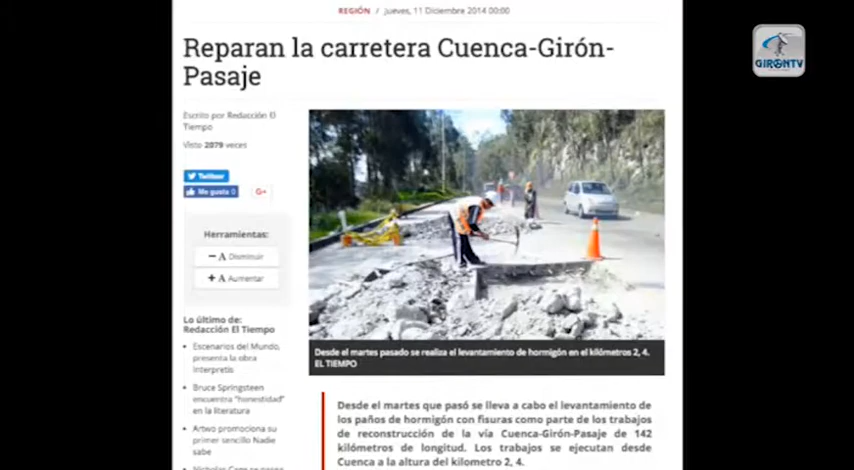 REGIÓN / Jueves, 11 Diciembre 2014 00:00
GIRONTV
Reparan la carretera Cuenca-Girón-
Pasaje
Escrito por Redacción El
Tiempo
Visto 2079 veces
Twittear
Me gusta 0
G+
Herramientas:
− A Disminuir
+ A Aumentar
Lo último de:
Redacción El Tiempo
Escenarios del Mundo,
presenta la obra
Interpretis
Bruce Springsteen
encuentra "honestidad"
en la literatura
Artwo promociona su
primer sencillo Nadie
sabe
Desde el martes pasado se realiza el levantamiento de hormigón en el kilómetros 2, 4.
EL TIEMPO
Desde el martes que pasó se lleva a cabo el levantamiento de
los paños de hormigón con fisuras como parte de los trabajos
de reconstrucción de la vía Cuenca-Girón-Pasaje de 142
kilómetros de longitud. Los trabajos se ejecutan desde
Cuenca a la altura del kilometro 2, 4.